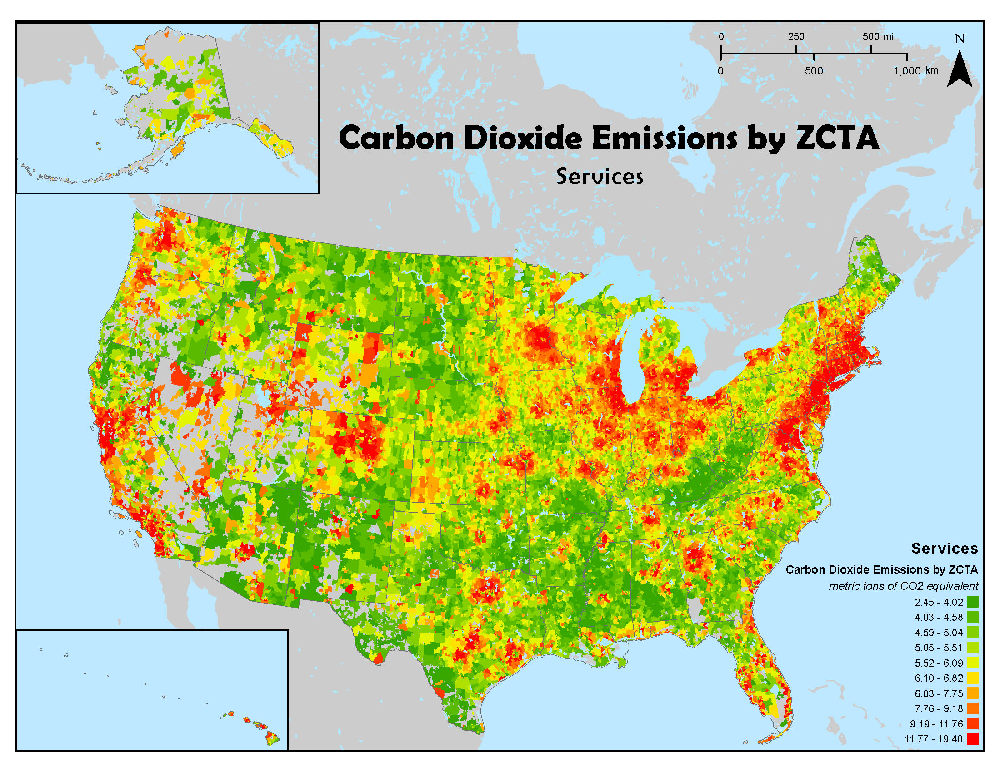 0 250 500 mi
N
0 500 1,000 km
Carbon Dioxide Emissions by ZCTA
Services
Services
Carbon Dioxide Emissions by ZCTA
metric tons of CO2 equivalent
2.45 - 4.02
4.03 - 4.58
4.59 - 5.04
5.05 - 5.51
5.52 - 6.09
6.10 - 6.82
6.83 - 7.75
7.76 - 9.18
9.19 - 11.76
11.77 - 19.40